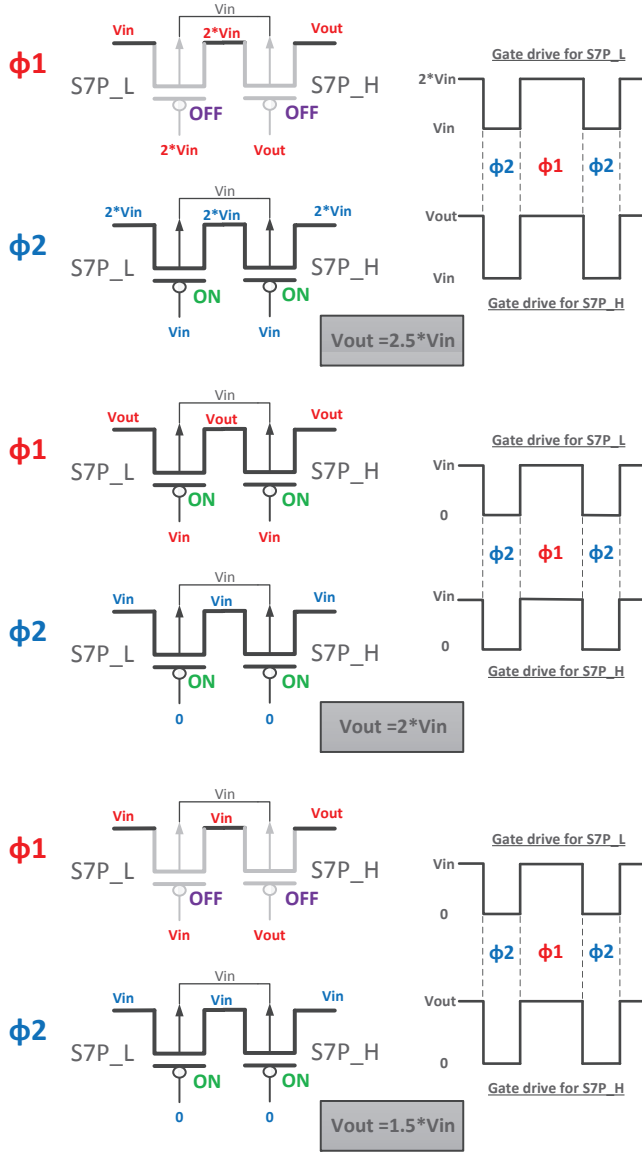 Vin
Vin 2*Vin Vout
ϕ1
S7P_L S7P_H
OFF
2*Vin Vout
Gate drive for S7P_L
2*Vin
Vin
ϕ2 ϕ1 ϕ2
Vout
Vin
Gate drive for S7P_H
Vin
2*Vin 2*Vin 2*Vin
ϕ2
S7P_L S7P_H
ON ON
Vin Vin
Vout =2.5*Vin
Vin
Vout Vout Vout
ϕ1
S7P_L S7P_H
ON ON
Vin Vin
Gate drive for S7P_L
Vin
0
ϕ2 ϕ1 ϕ2
Vin
0
Gate drive for S7P_H
Vin
Vin Vin Vin
ϕ2
S7P_L S7P_H
ON ON
0 0
Vout =2*Vin
Vin
Vin Vin Vout
ϕ1
S7P_L S7P_H
OFF OFF
Vin Vout
Gate drive for S7P_L
Vin
0
ϕ2 ϕ1 ϕ2
Vout
0
Gate drive for S7P_H
Vin
Vin Vin Vin
ϕ2
S7P_L S7P_H
ON ON
0 0
Vout =1.5*Vin